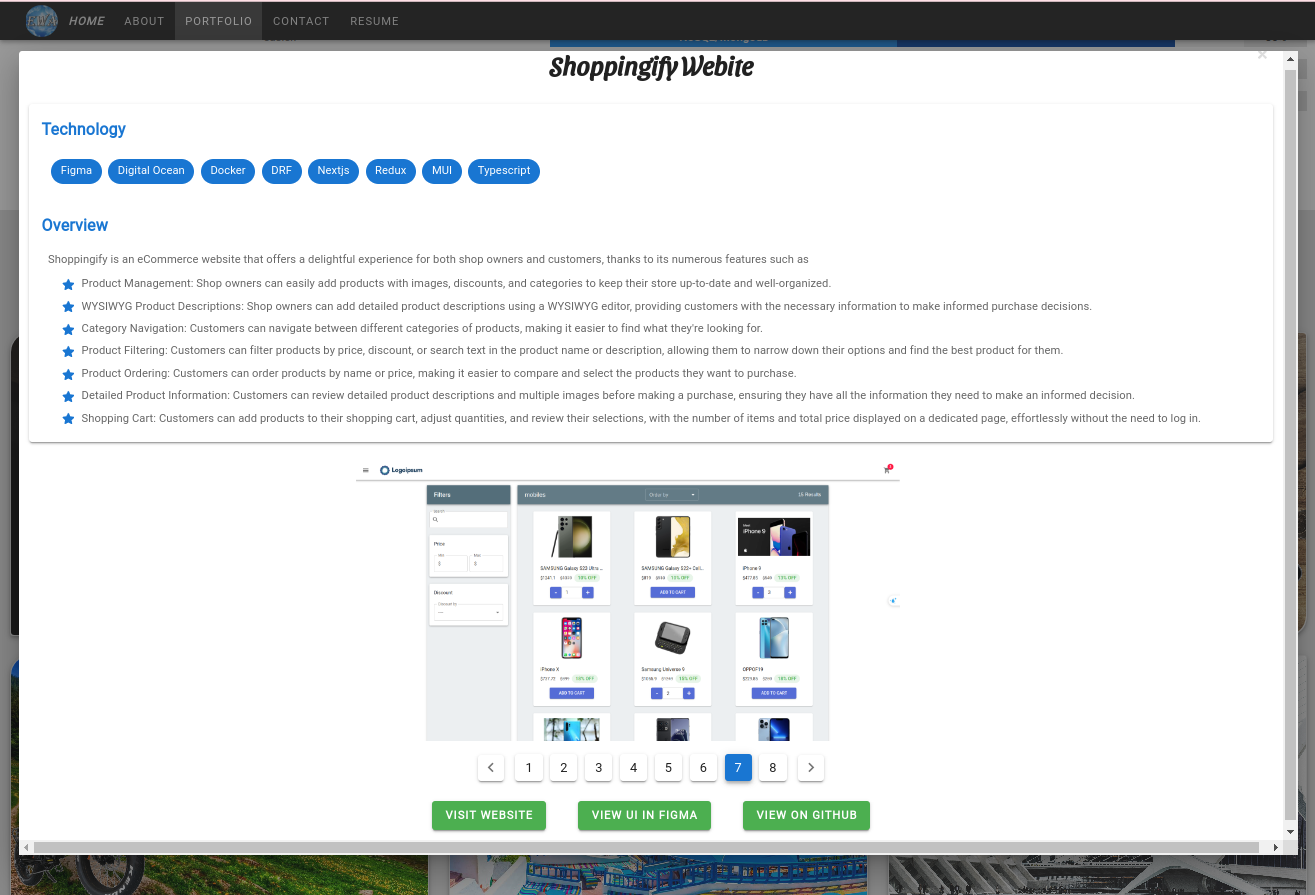 EWA HOME ABOUT PORTFOLIO CONTACT RESUME
Shoppingify Webite
Technology
Figma Digital Ocean Docker DRF Nextjs Redux MUI Typescript
Overview
Shoppingify is an eCommerce website that offers a delightful experience for both shop owners and customers, thanks to its numerous features such as
Product Management: Shop owners can easily add products with images, discounts, and categories to keep their store up-to-date and well-organized.
WYSIWYG Product Descriptions: Shop owners can add detailed product descriptions using a WYSIWYG editor, providing customers with the necessary information to make informed purchase decisions.
Category Navigation: Customers can navigate between different categories of products, making it easier to find what they're looking for.
Product Filtering: Customers can filter products by price, discount, or search text in the product name or description, allowing them to narrow down their options and find the best product for them.
Product Ordering: Customers can order products by name or price, making it easier to compare and select the products they want to purchase.
Detailed Product Information: Customers can review detailed product descriptions and multiple images before making a purchase, ensuring they have all the information they need to make an informed decision.
Shopping Cart: Customers can add products to their shopping cart, adjust quantities, and review their selections, with the number of items and total price displayed on a dedicated page, effortlessly without the need to log in.
Logoipsum
Filters mobiles Order by 15 Results
Search
Price
Min Max
$ $
Discount
Discount by
SAMSUNG Galaxy S23 Ultra ... SAMSUNG Galaxy S22+ Cell... iPhone 9
10% OFF 10% OFF 13% OFF
- 1 + ADD TO CART - 3 +
iPhone X Samsung Universe 9 OPPOF19
10% OFF 10% OFF
ADD TO CART - 2 + ADD TO CART
1 2 3 4 5 6 7 8
VISIT WEBSITE VIEW UI IN FIGMA VIEW ON GITHUB